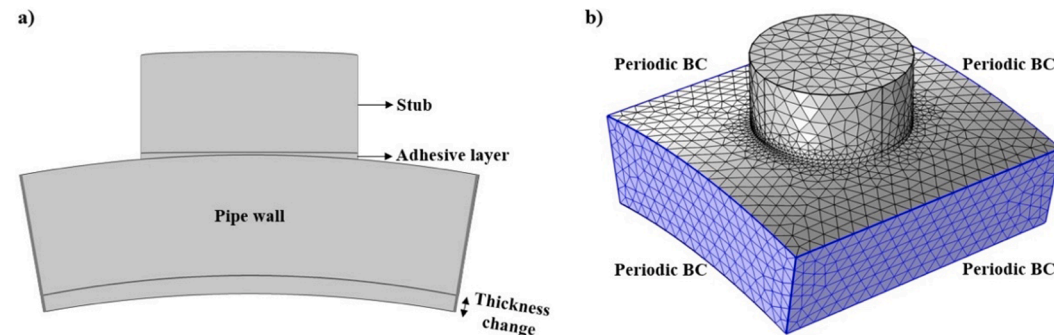 a)
Stub
Adhesive layer
Pipe wall
Thickness
change
b)
Periodic BC
Periodic BC
Periodic BC
Periodic BC